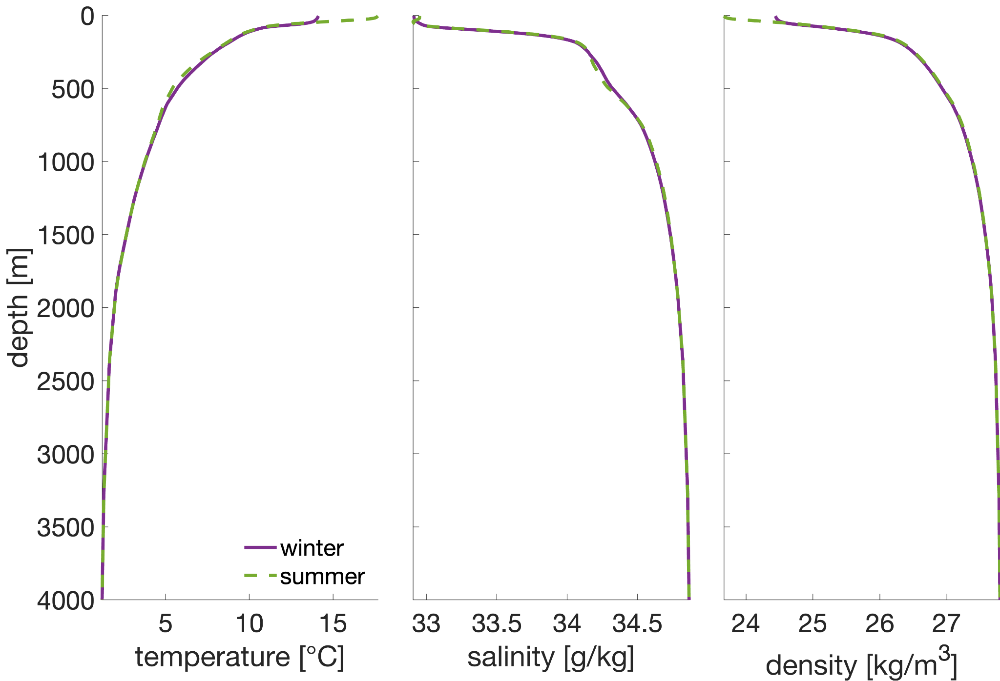 0
500
1000
1500
2000
2500
3000
3500
4000
depth [m]
winter
summer
5 10 15
temperature [°C]
33 33.5 34 34.5
salinity [g/kg]
24 25 26 27
density [kg/m³]